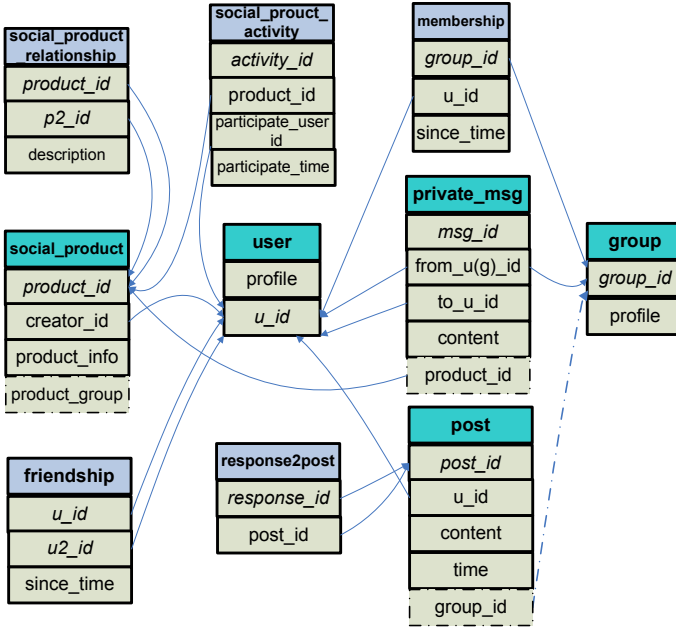 social_product
_relationship
product_id
p2_id
description
social_prouct_
activity
activity_id
product_id
participate_user
id
participate_time
membership
group_id
u_id
since_time
social_product
product_id
creator_id
product_info
product_group
user
profile
u_id
private_msg
msg_id
from_u(g)_id
to_u_id
content
product_id
group
group_id
profile
friendship
u_id
u2_id
since_time
response2post
response_id
post_id
post
post_id
u_id
content
time
group_id